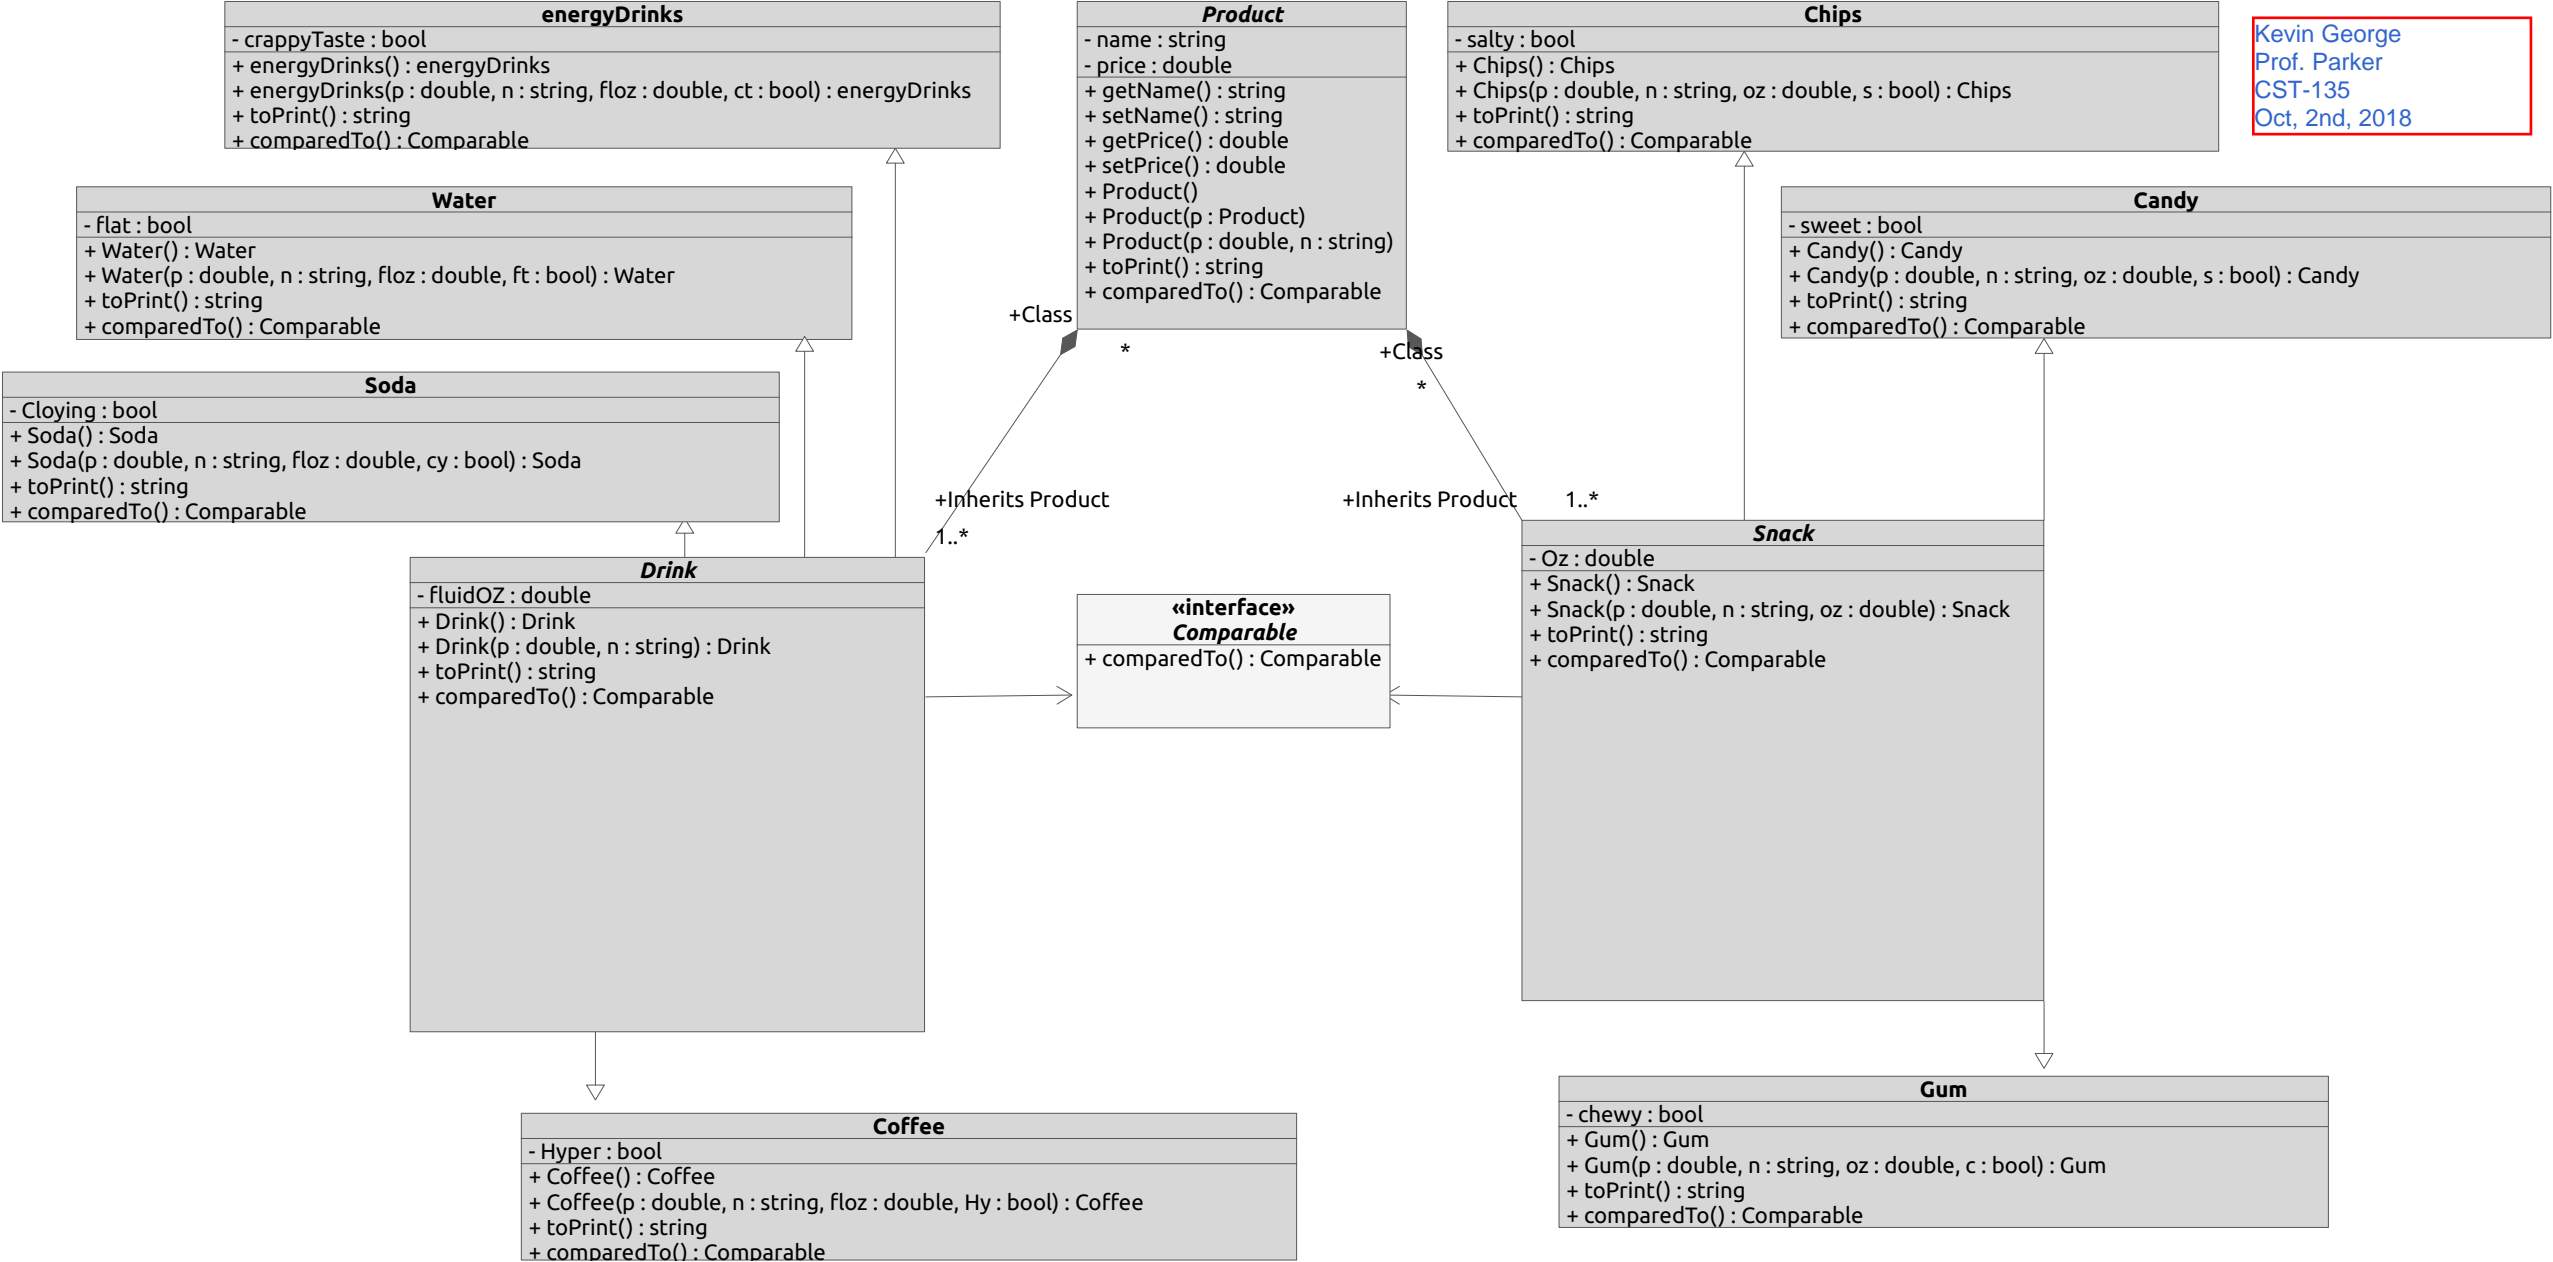 energyDrinks
- crappyTaste : bool
+ energyDrinks() : energyDrinks
+ energyDrinks(p : double, n : string, floz : double, ct : bool) : energyDrinks
+ toPrint() : string
+ comparedTo() : Comparable
Product
- name : string
- price : double
+ getName() : string
+ setName() : string
+ getPrice() : double
+ setPrice() : double
+ Product()
+ Product(p : Product)
+ Product(p : double, n : string)
+ toPrint() : string
+ comparedTo() : Comparable
Chips
- salty : bool
+ Chips() : Chips
+ Chips(p : double, n : string, oz : double, s : bool) : Chips
+ toPrint() : string
+ comparedTo() : Comparable
Kevin George
Prof. Parker
CST-135
Oct, 2nd, 2018
Water
- flat : bool
+ Water() : Water
+ Water(p : double, n : string, floz : double, ft : bool) : Water
+ toPrint() : string
+ comparedTo() : Comparable
Candy
- sweet : bool
+ Candy() : Candy
+ Candy(p : double, n : string, oz : double, s : bool) : Candy
+ toPrint() : string
+ comparedTo() : Comparable
+Class
*
+Class
*
Soda
- Cloying : bool
+ Soda() : Soda
+ Soda(p : double, n : string, floz : double, cy : bool) : Soda
+ toPrint() : string
+ comparedTo() : Comparable
+Inherits Product
1..*
+Inherits Product
1..*
Drink
- fluidOZ : double
+ Drink() : Drink
+ Drink(p : double, n : string) : Drink
+ toPrint() : string
+ comparedTo() : Comparable
«interface»
Comparable
+ comparedTo() : Comparable
Snack
- Oz : double
+ Snack() : Snack
+ Snack(p : double, n : string, oz : double) : Snack
+ toPrint() : string
+ comparedTo() : Comparable
Coffee
- Hyper : bool
+ Coffee() : Coffee
+ Coffee(p : double, n : string, floz : double, Hy : bool) : Coffee
+ toPrint() : string
+ comparedTo() : Comparable
Gum
- chewy : bool
+ Gum() : Gum
+ Gum(p : double, n : string, oz : double, c : bool) : Gum
+ toPrint() : string
+ comparedTo() : Comparable